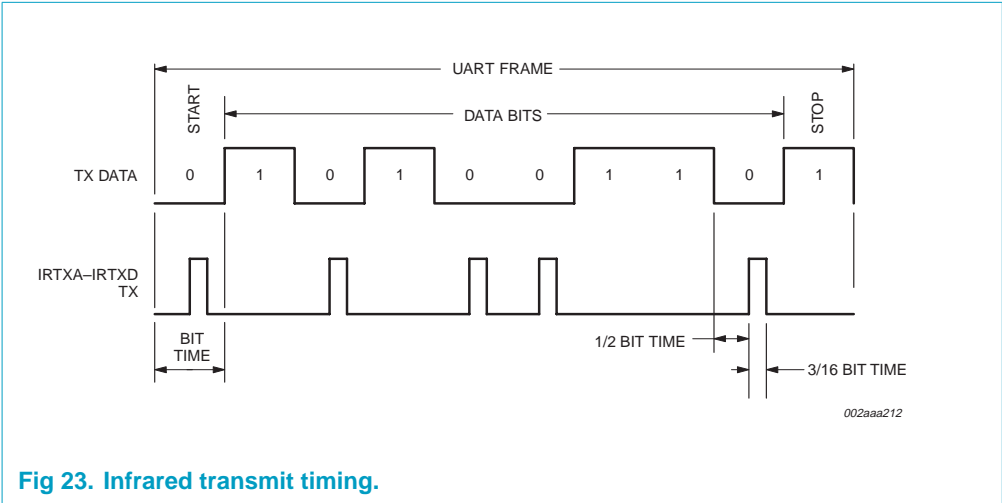 UART FRAME
START
DATA BITS
STOP
TX DATA
0 1 0 1 0 0 1 1 0 1
IRTXA–IRTXD
TX
BIT
TIME
1/2 BIT TIME
3/16 BIT TIME
002aaa212
Fig 23. Infrared transmit timing.